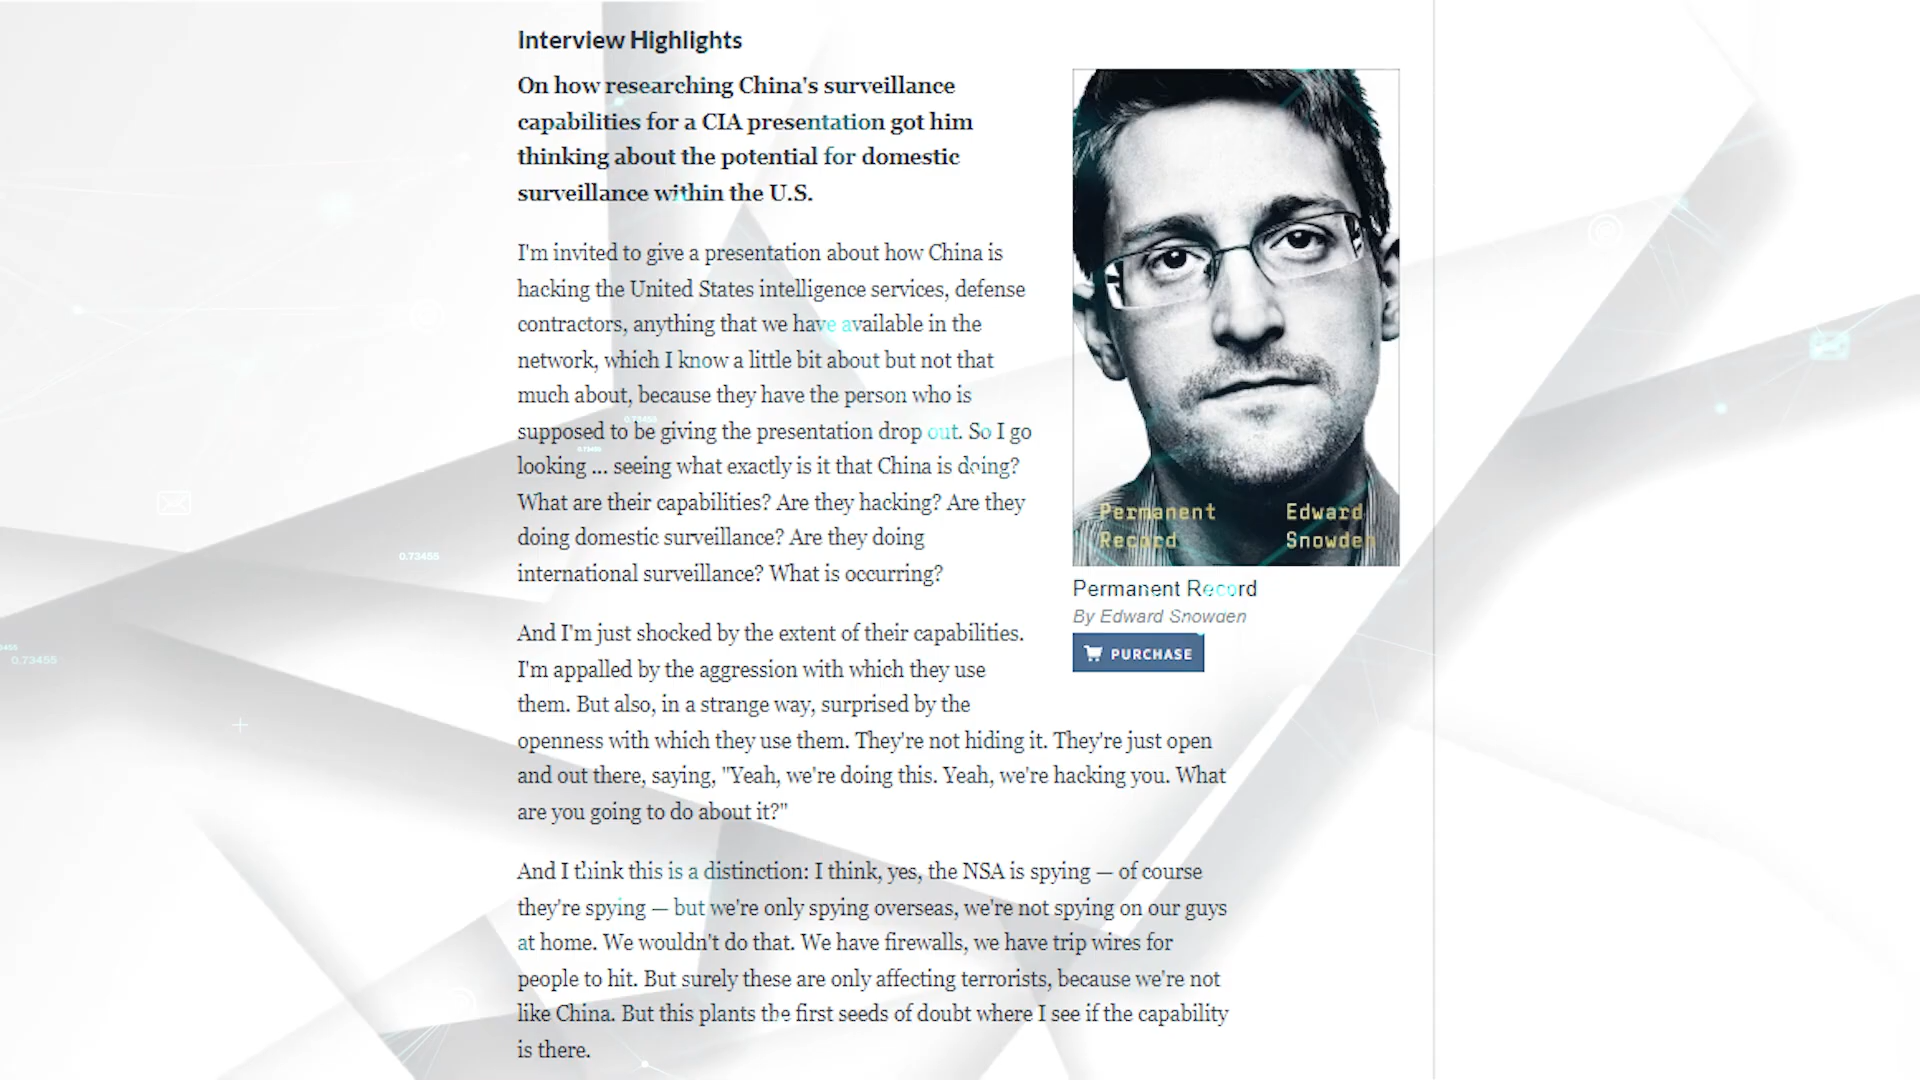 Interview Highlights
On how researching China's surveillance
capabilities for a CIA presentation got him
thinking about the potential for domestic
surveillance within the U.S.
I'm invited to give a presentation about how China is
hacking the United States intelligence services, defense
contractors, anything that we have available in the
network, which I know a little bit about but not that
much about, because they have the person who is
supposed to be giving the presentation drop out. So I go
looking ... seeing what exactly is it that China is doing?
What are their capabilities? Are they hacking? Are they
doing domestic surveillance? Are they doing
international surveillance? What is occurring?
And I'm just shocked by the extent of their capabilities.
I'm appalled by the aggression with which they use
them. But also, in a strange way, surprised by the
openness with which they use them. They're not hiding it. They're just open
and out there, saying, "Yeah, we're doing this. Yeah, we're hacking you. What
are you going to do about it?"
And I think this is a distinction: I think, yes, the NSA is spying — of course
they're spying — but we're only spying overseas, we're not spying on our guys
at home. We wouldn't do that. We have firewalls, we have trip wires for
people to hit. But surely these are only affecting terrorists, because we're not
like China. But this plants the first seeds of doubt where I see if the capability
is there.
Permanent Edward
Record Snowden
Permanent Record
By Edward Snowden
PURCHASE
0.73455
0.73455
0.73455